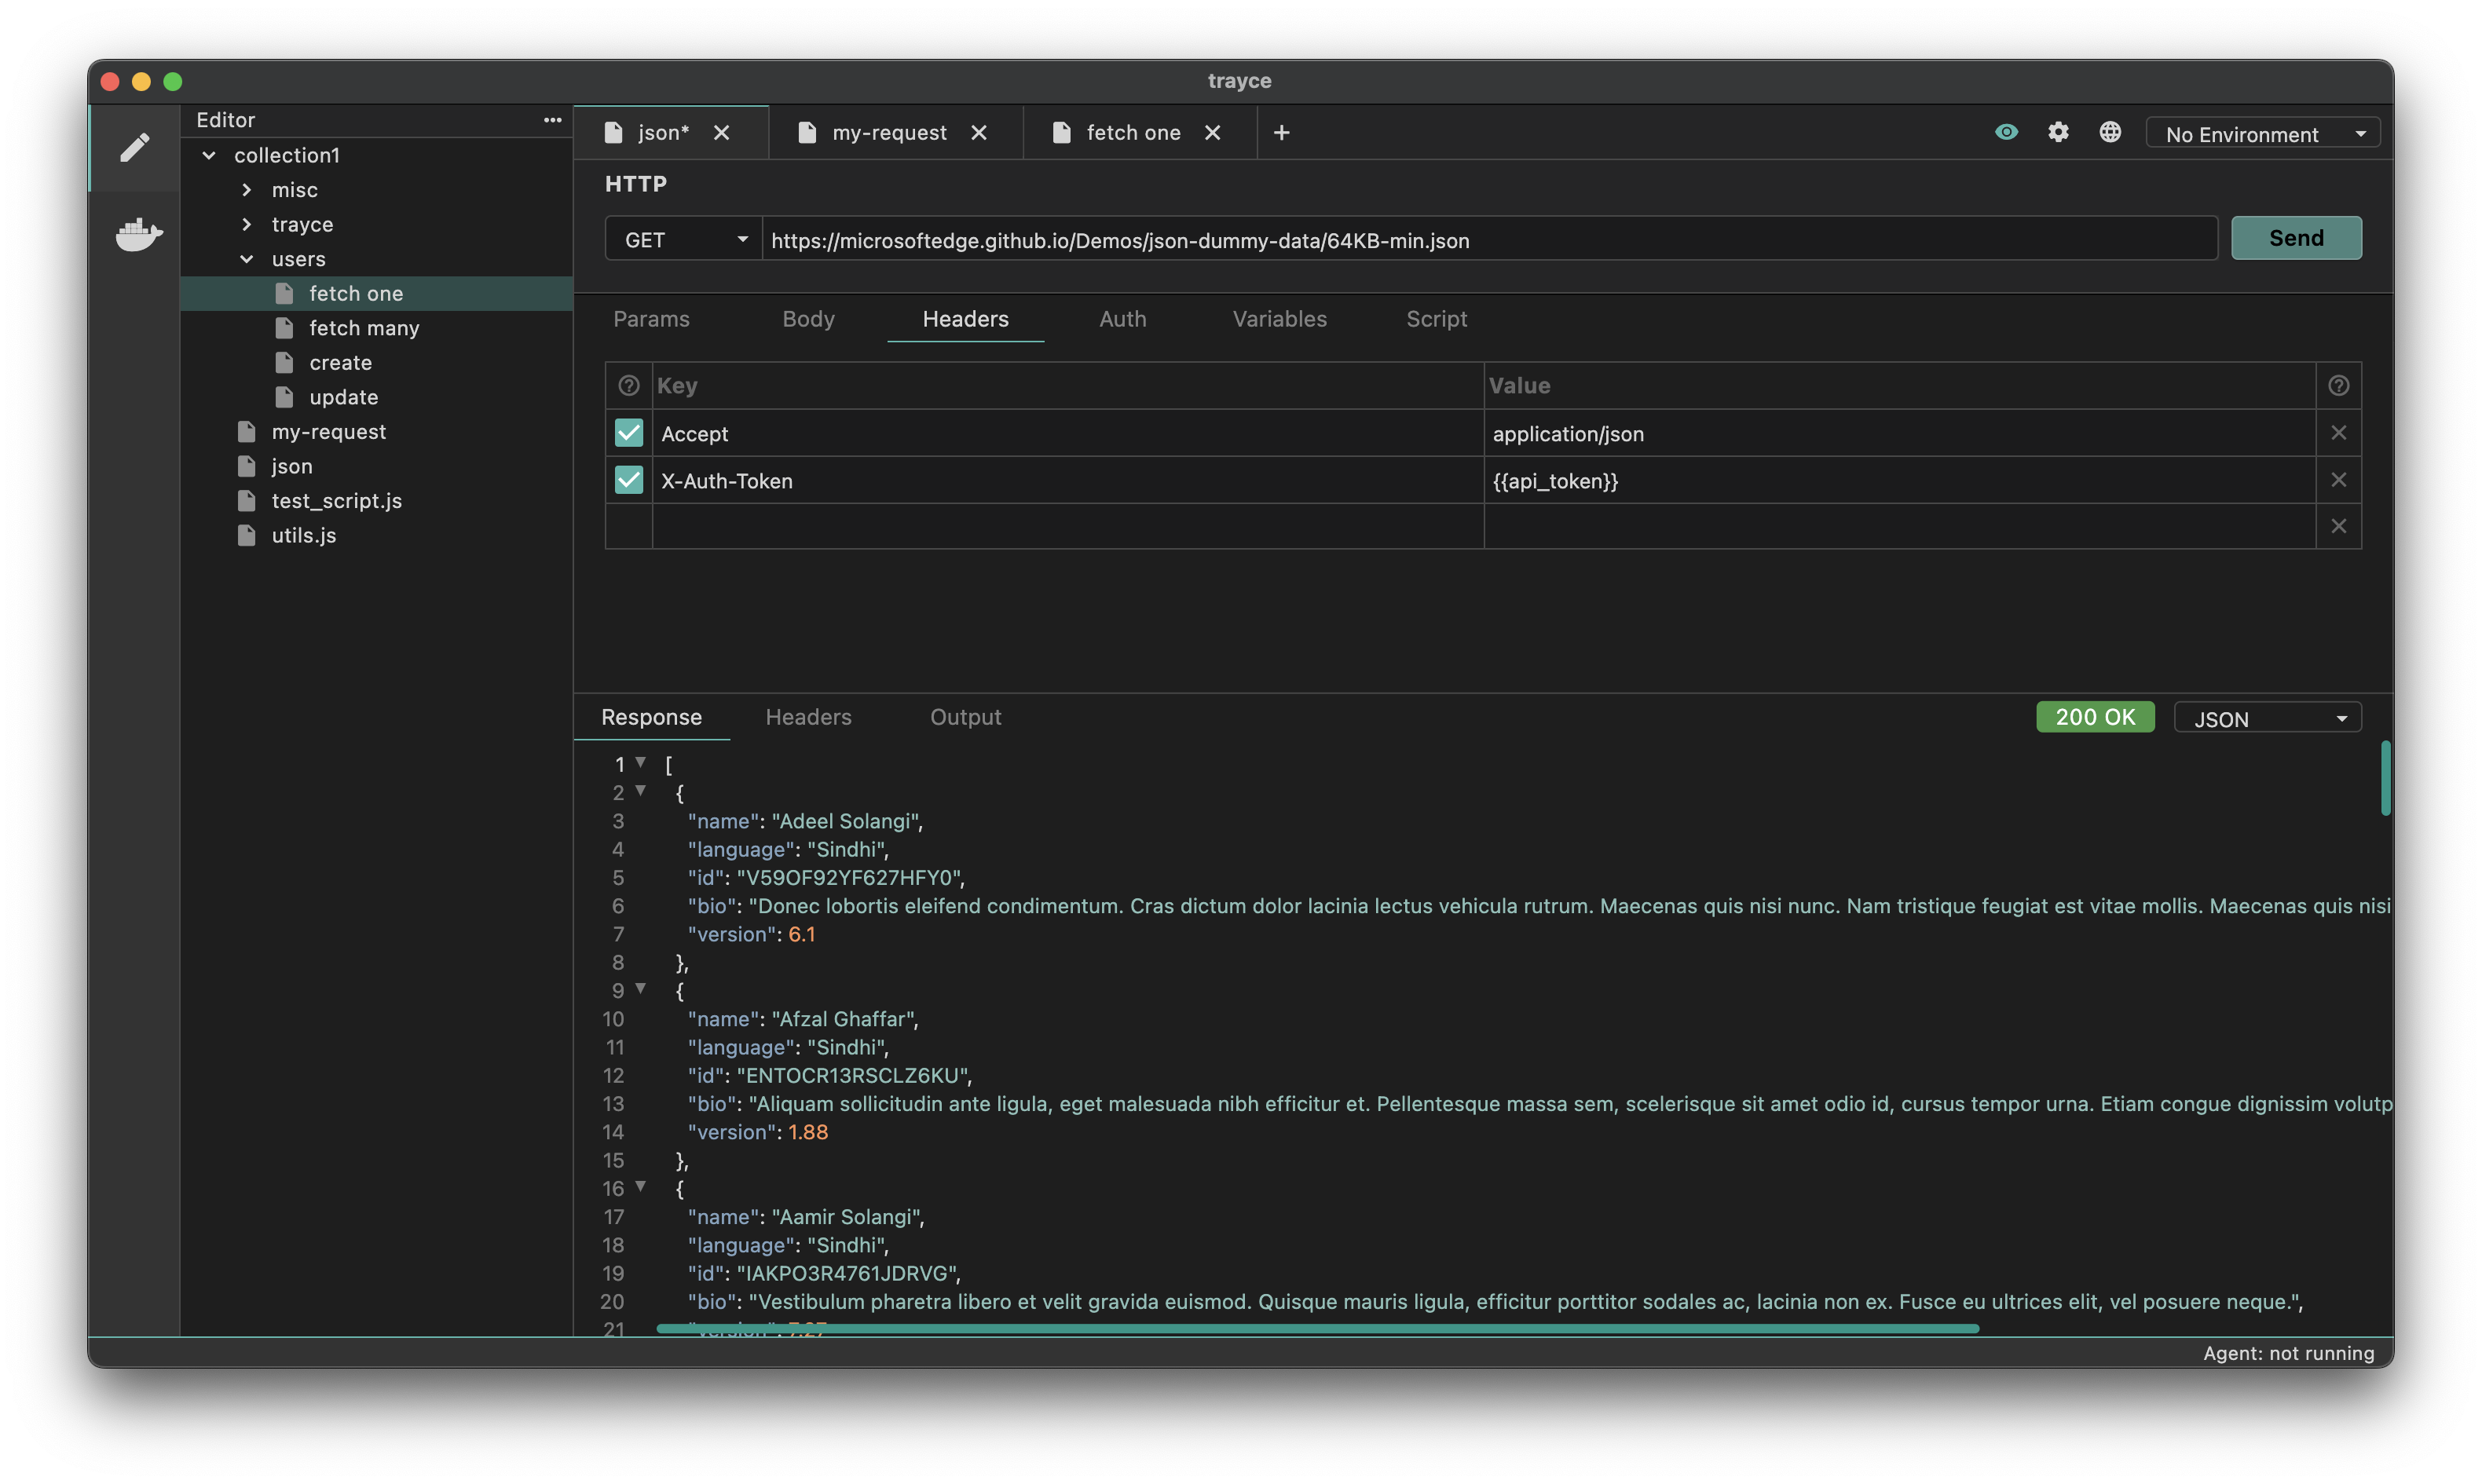 trayce
Editor
collection1
misc
trayce
users
fetch one
fetch many
create
update
my-request
json
test_script.js
utils.js
json* my-request fetch one + No Environment
HTTP
GET https://microsoftedge.github.io/Demos/json-dummy-data/64KB-min.json Send
Params Body Headers Auth Variables Script
Key Value
Accept application/json
X-Auth-Token {{api_token}}
Response Headers Output 200 OK JSON
1 [
2 {
3 "name": "Adeel Solangi",
4 "language": "Sindhi",
5 "id": "V59OF92YF627HFY0",
6 "bio": "Donec lobortis eleifend condimentum. Cras dictum dolor lacinia lectus vehicula rutrum. Maecenas quis nisi nunc. Nam tristique feugiat est vitae mollis. Maecenas quis nisi
7 "version": 6.1
8 },
9 {
10 "name": "Afzal Ghaffar",
11 "language": "Sindhi",
12 "id": "ENTOCR13RSCLZ6KU",
13 "bio": "Aliquam sollicitudin ante ligula, eget malesuada nibh efficitur et. Pellentesque massa sem, scelerisque sit amet odio id, cursus tempor urna. Etiam congue dignissim volutp
14 "version": 1.88
15 },
16 {
17 "name": "Aamir Solangi",
18 "language": "Sindhi",
19 "id": "IAKPO3R4761JDRVG",
20 "bio": "Vestibulum pharetra libero et velit gravida euismod. Quisque mauris ligula, efficitur porttitor sodales ac, lacinia non ex. Fusce eu ultrices elit, vel posuere neque.",
21 "version": 7.27
Agent: not running